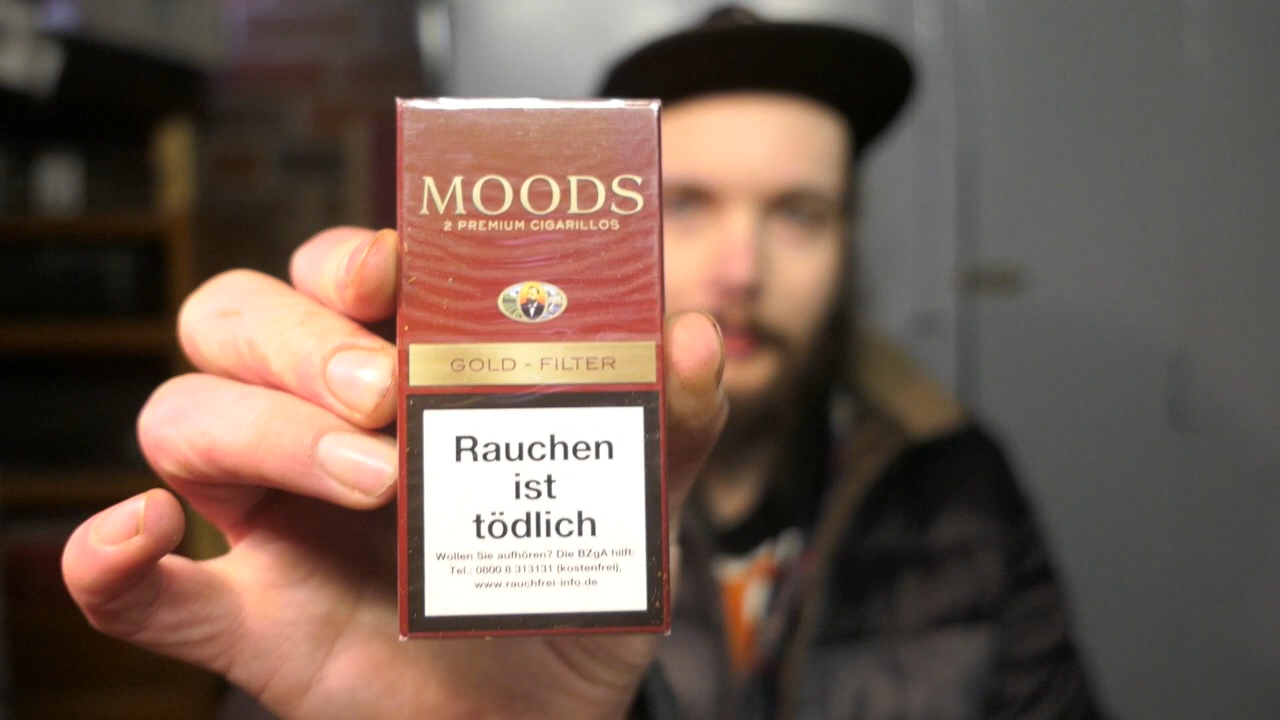 MOODS
2 PREMIUM CIGARILLOS
GOLD - FILTER
Rauchen
ist
tödlich
Wollen Sie aufhören? Die BZgA hilft:
Tel.: 0800 8 313131 (kostenfrei),
www.rauchfrei-info.de